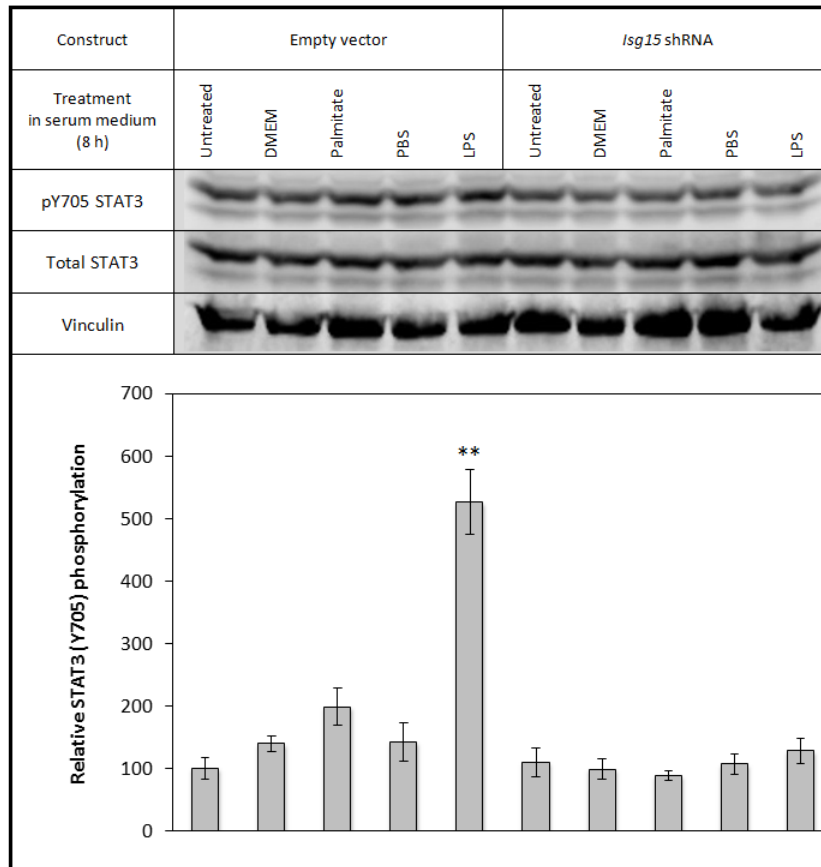 Construct
Empty vector
Isg15 shRNA
Treatment
in serum medium
(8 h)
Untreated
DMEM
Palmitate
PBS
LPS
Untreated
DMEM
Palmitate
PBS
LPS
pY705 STAT3
Total STAT3
Vinculin
Relative STAT3 (Y705) phosphorylation
700
600
500
400
300
200
100
0
**